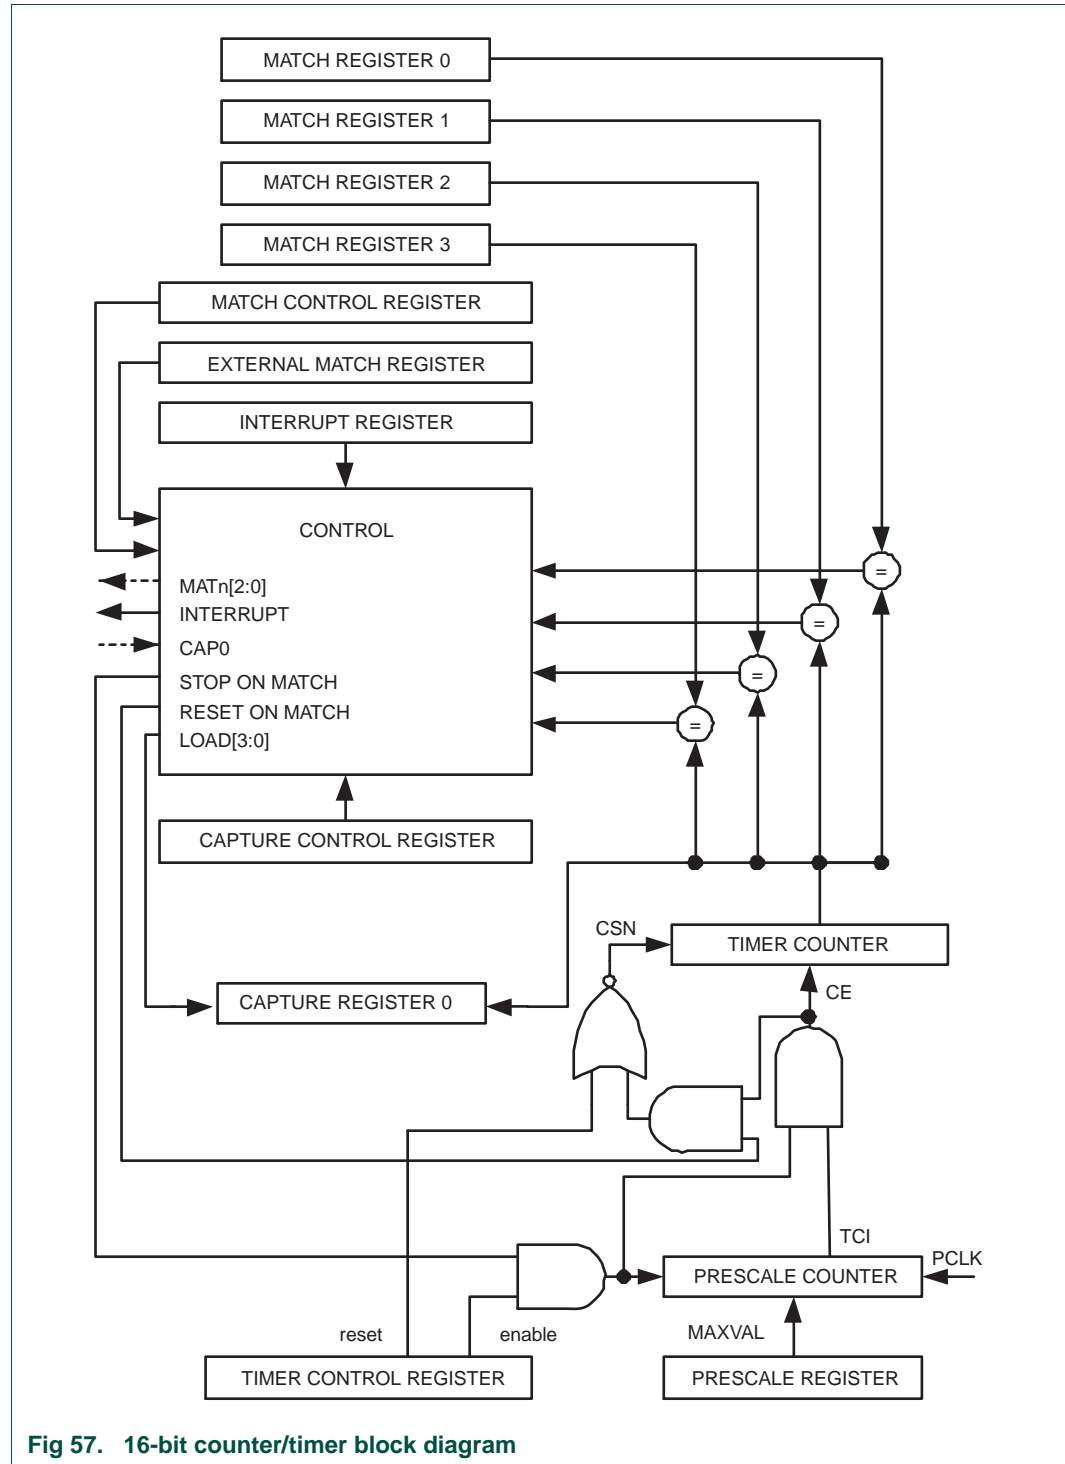 MATCH REGISTER 0
MATCH REGISTER 1
MATCH REGISTER 2
MATCH REGISTER 3
MATCH CONTROL REGISTER
EXTERNAL MATCH REGISTER
INTERRUPT REGISTER
CONTROL
=
MATn[2:0]
INTERRUPT
=
CAP0
STOP ON MATCH
=
RESET ON MATCH
=
LOAD[3:0]
CAPTURE CONTROL REGISTER
CSN
TIMER COUNTER
CAPTURE REGISTER 0
CE
TCI
PCLK
PRESCALE COUNTER
reset
enable
MAXVAL
TIMER CONTROL REGISTER
PRESCALE REGISTER
Fig 57. 16-bit counter/timer block diagram